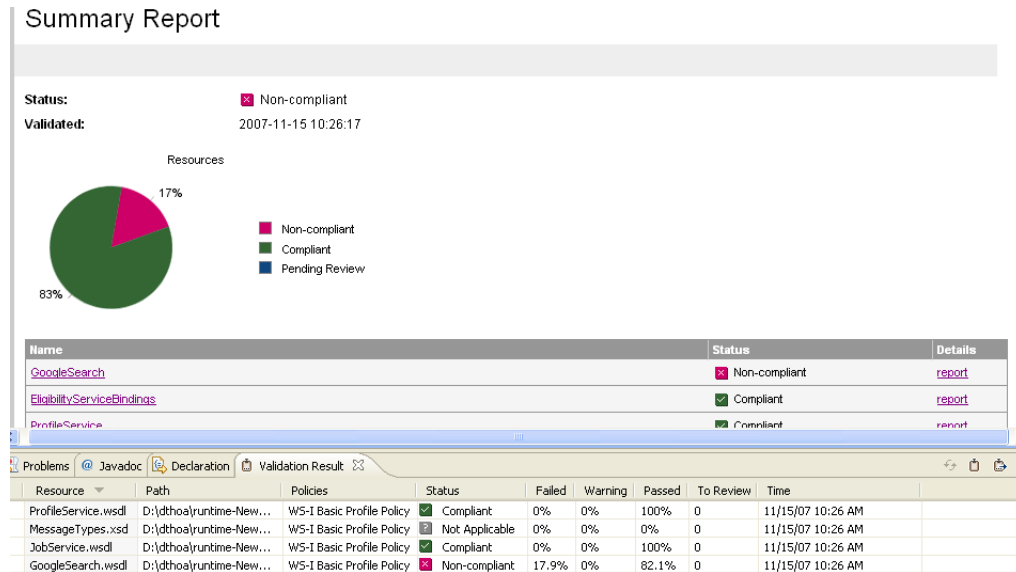 Summary Report
Status: Non-compliant
Validated: 2007-11-15 10:26:17
Resources
17%
Non-compliant
Compliant
Pending Review
83%
Name Status Details
GoogleSearch Non-compliant report
EligibilityServiceBindings Compliant report
ProfileService Compliant report
Problems @ Javadoc Declaration Validation Result
Resource Path Policies Status Failed Warning Passed To Review Time
ProfileService.wsdl D:\dthoa\runtime-New... WS-I Basic Profile Policy Compliant 0% 0% 100% 0 11/15/07 10:26 AM
MessageTypes.xsd D:\dthoa\runtime-New... WS-I Basic Profile Policy Not Applicable 0% 0% 0% 0 11/15/07 10:26 AM
JobService.wsdl D:\dthoa\runtime-New... WS-I Basic Profile Policy Compliant 0% 0% 100% 0 11/15/07 10:26 AM
GoogleSearch.wsdl D:\dthoa\runtime-New... WS-I Basic Profile Policy Non-compliant 17.9% 0% 82.1% 0 11/15/07 10:26 AM